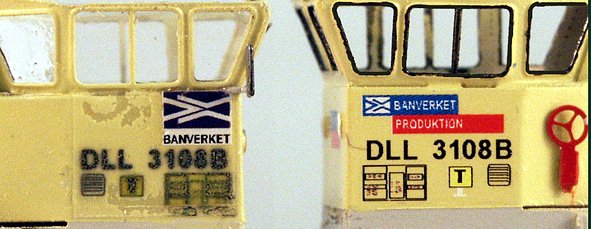 BANVERKET
DLL 3108B
T
BANVERKET
PRODUKTION
DLL 3108B
T